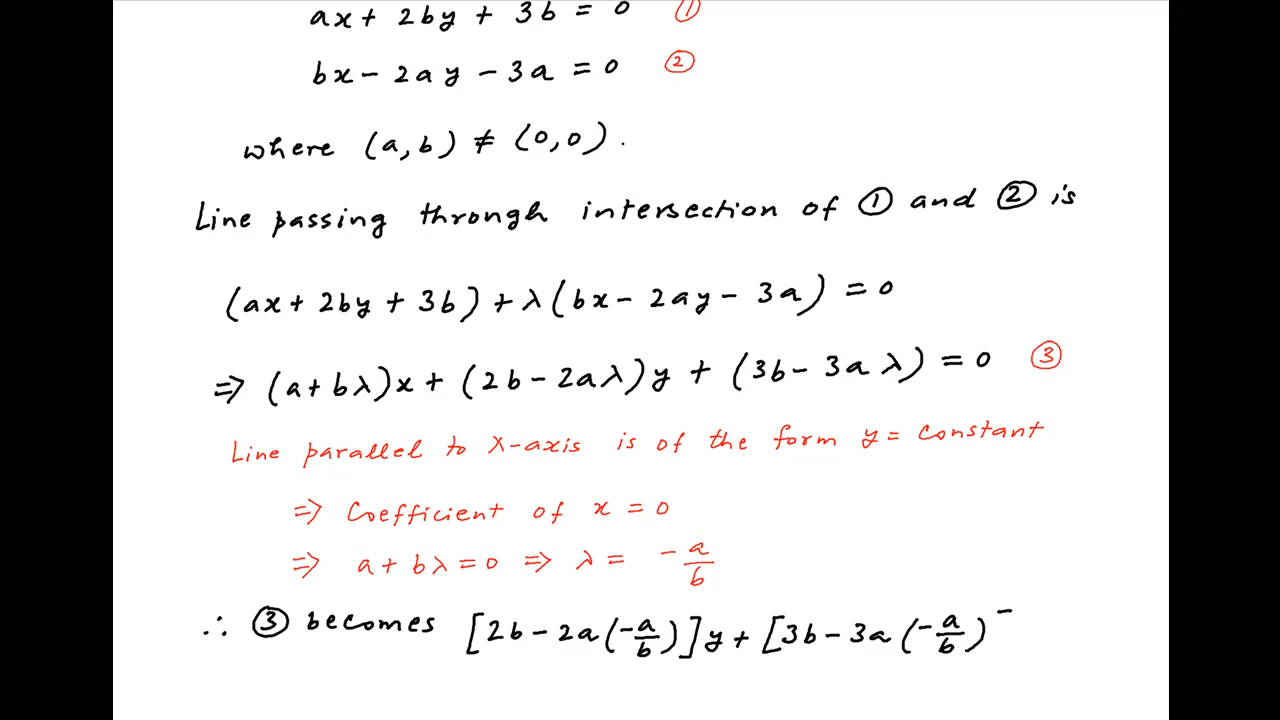 ax + 2by + 3b = 0 ①
bx - 2ay - 3a = 0 ②
where (a, b) ≠ (0, 0).
Line passing through intersection of ① and ② is
(ax + 2by + 3b) + λ(bx - 2ay - 3a) = 0
⇒ (a + bλ)x + (2b - 2aλ)y + (3b - 3aλ) = 0 ③
Line parallel to X-axis is of the form y = constant
⇒ Coefficient of x = 0
⇒ a + bλ = 0 ⇒ λ = -a/b
∴ ③ becomes [2b - 2a(-a/b)]y + [3b - 3a(-a/b)